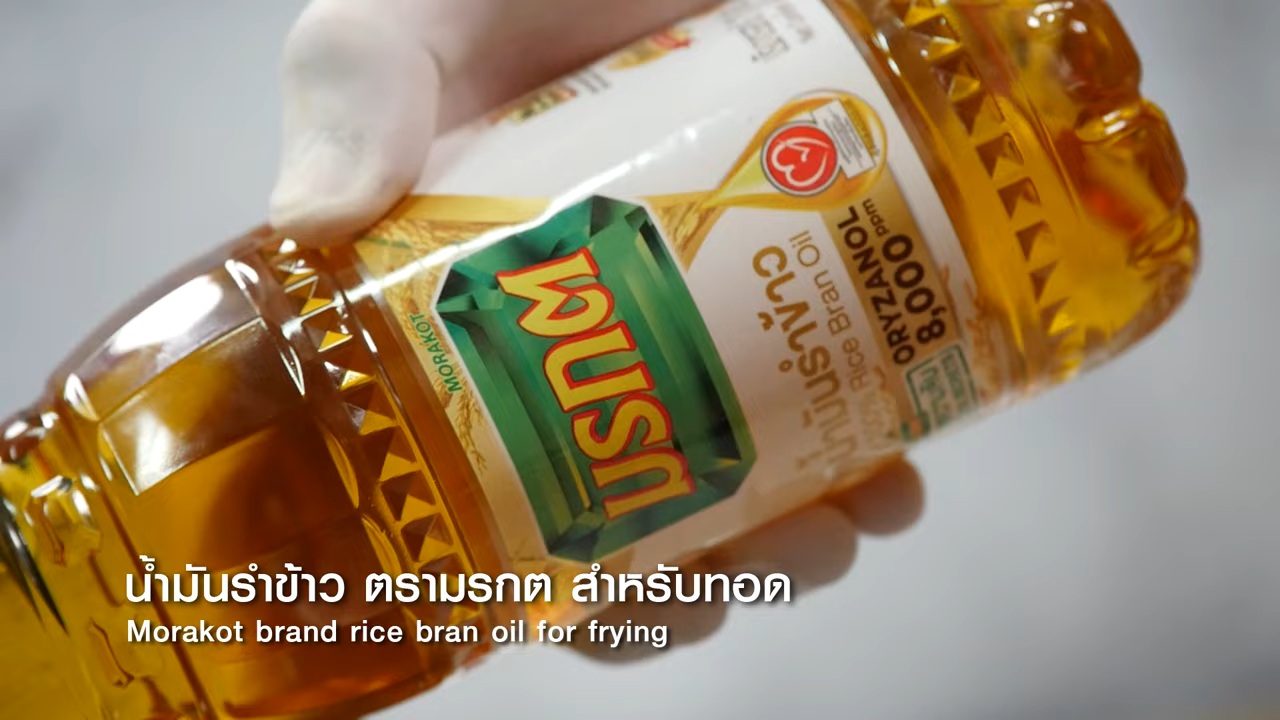 มรกต
MORAKOT
น้ำมันรำข้าว
100% Rice Bran Oil
ORYZANOL
8,000 ppm
น้ำมันรำข้าว ตรามรกต สำหรับทอด
Morakot brand rice bran oil for frying